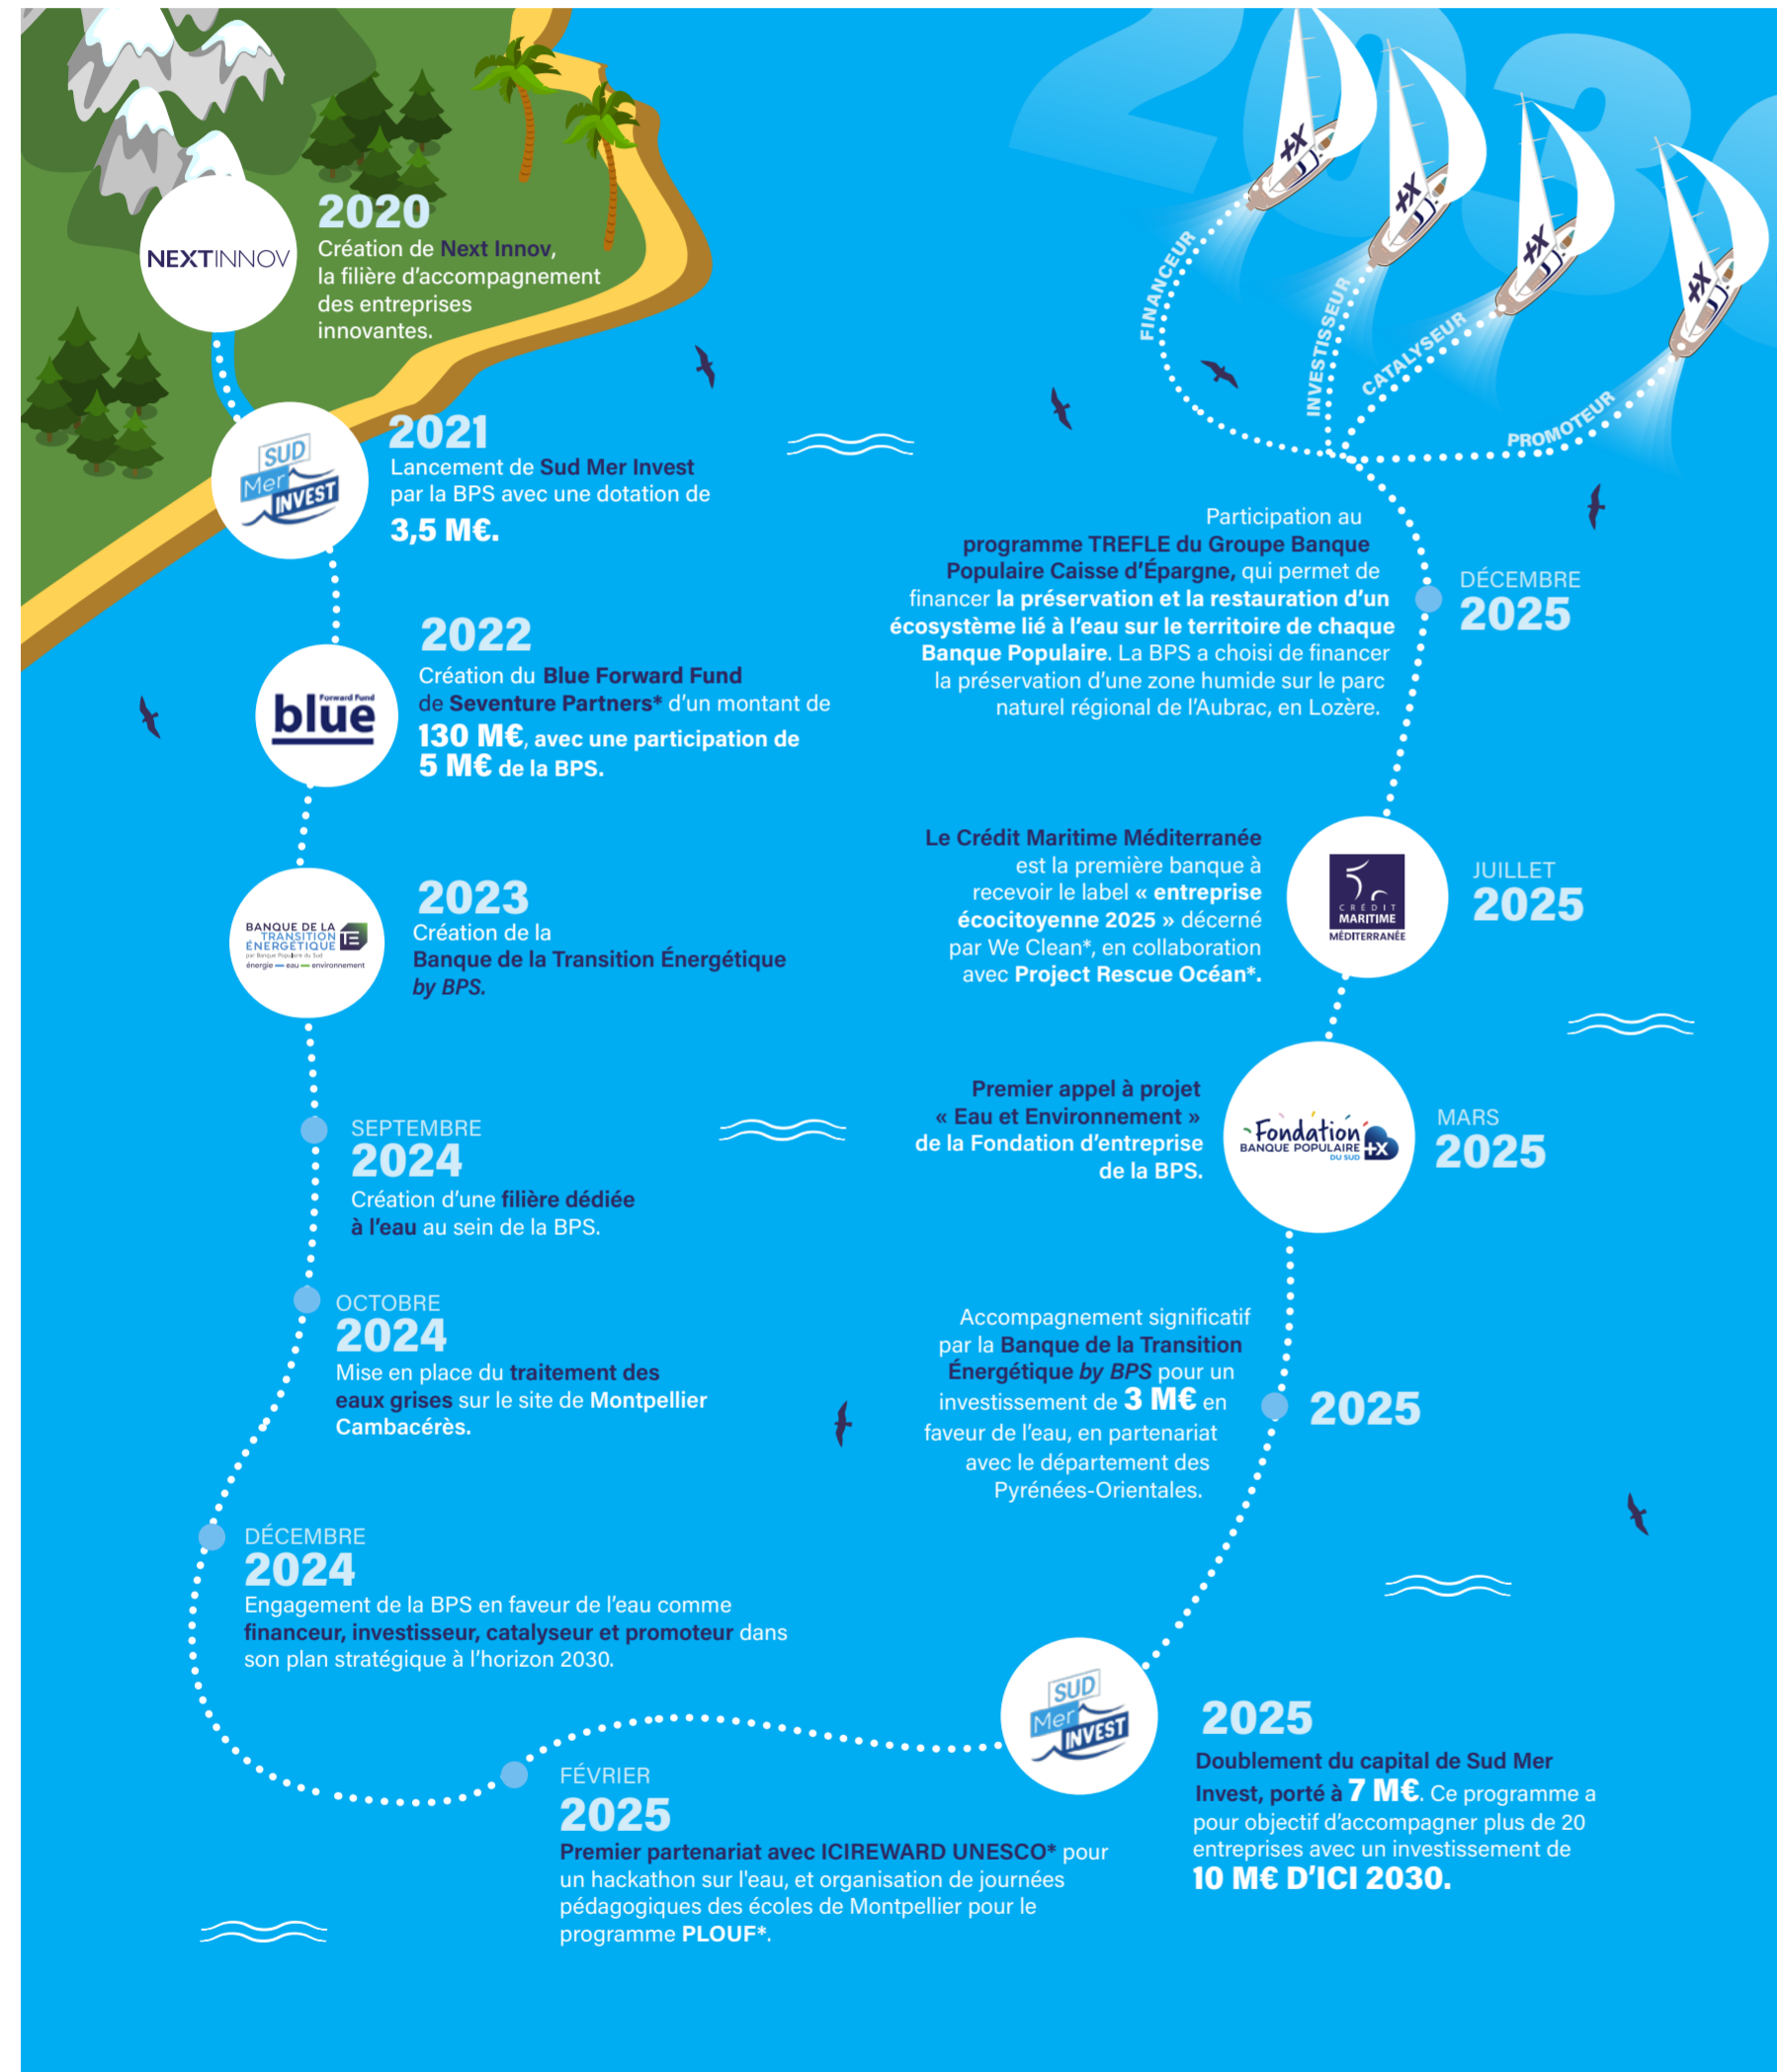 NEXTINNOV
2020
Création de Next Innov,
la filière d'accompagnement
des entreprises
innovantes.
SUD
Mer
INVEST
2021
Lancement de Sud Mer Invest
par la BPS avec une dotation de
3,5 M€.
Forward Fund
blue
2022
Création du Blue Forward Fund
de Seventure Partners* d'un montant de
130 M€, avec une participation de
5 M€ de la BPS.
BANQUE DE LA
TRANSITION
ÉNERGÉTIQUE
TE
par Banque Populaire du Sud
énergie eau environnement
2023
Création de la
Banque de la Transition Énergétique
by BPS.
SEPTEMBRE
2024
Création d'une filière dédiée
à l'eau au sein de la BPS.
OCTOBRE
2024
Mise en place du traitement des
eaux grises sur le site de Montpellier
Cambacérès.
DÉCEMBRE
2024
Engagement de la BPS en faveur de l'eau comme
financeur, investisseur, catalyseur et promoteur dans
son plan stratégique à l'horizon 2030.
FÉVRIER
2025
Premier partenariat avec ICIREWARD UNESCO* pour
un hackathon sur l'eau, et organisation de journées
pédagogiques des écoles de Montpellier pour le
programme PLOUF*.
SUD
Mer
INVEST
2025
Doublement du capital de Sud Mer
Invest, porté à 7 M€. Ce programme a
pour objectif d'accompagner plus de 20
entreprises avec un investissement de
10 M€ D'ICI 2030.
Accompagnement significatif
par la Banque de la Transition
Énergétique by BPS pour un
investissement de 3 M€ en
faveur de l'eau, en partenariat
avec le département des
Pyrénées-Orientales.
2025
Premier appel à projet
« Eau et Environnement »
de la Fondation d'entreprise
de la BPS.
Fondation
BANQUE POPULAIRE +X
DU SUD
MARS
2025
Le Crédit Maritime Méditerranée
est la première banque à
recevoir le label « entreprise
écocitoyenne 2025 » décerné
par We Clean*, en collaboration
avec Project Rescue Océan*.
CRÉDIT
MARITIME
MÉDITERRANÉE
JUILLET
2025
Participation au
programme TREFLE du Groupe Banque
Populaire Caisse d'Épargne, qui permet de
financer la préservation et la restauration d'un
écosystème lié à l'eau sur le territoire de chaque
Banque Populaire. La BPS a choisi de financer
la préservation d'une zone humide sur le parc
naturel régional de l'Aubrac, en Lozère.
DÉCEMBRE
2025
FINANCEUR
INVESTISSEUR
CATALYSEUR
PROMOTEUR
+X
+X
+X
+X
2030